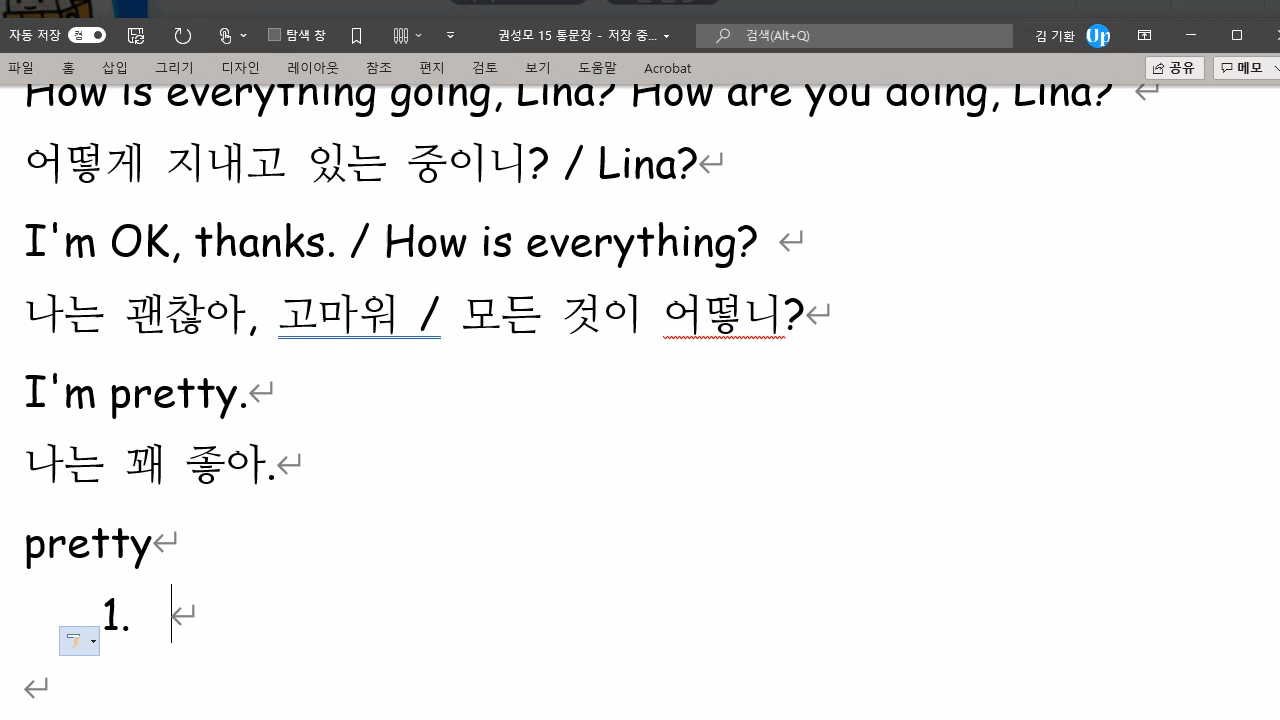 자동 저장 켬 탐색 창 권성모 15 통문장 - 저장 중... 검색(Alt+Q) 김 기환 Up
파일 홈 삽입 그리기 디자인 레이아웃 참조 편지 검토 보기 도움말 Acrobat 공유 메모
How is everything going, Lina? How are you doing, Lina?
어떻게 지내고 있는 중이니? / Lina?
I'm OK, thanks. / How is everything?
나는 괜찮아, 고마워 / 모든 것이 어떻니?
I'm pretty.
나는 꽤 좋아.
pretty
1.